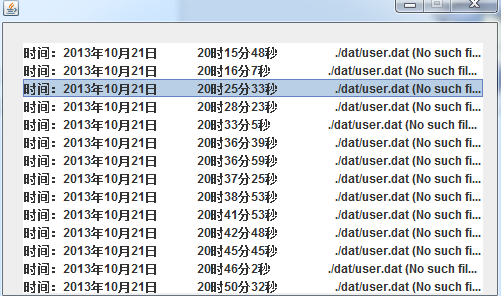 时间：2013年10月21日 20时15分48秒 ./dat/user.dat (No such fi...
时间：2013年10月21日 20时16分7秒 ./dat/user.dat (No such fil...
时间：2013年10月21日 20时25分33秒 ./dat/user.dat (No such fi...
时间：2013年10月21日 20时28分23秒 ./dat/user.dat (No such fi...
时间：2013年10月21日 20时33分5秒 ./dat/user.dat (No such fil...
时间：2013年10月21日 20时36分39秒 ./dat/user.dat (No such fi...
时间：2013年10月21日 20时36分59秒 ./dat/user.dat (No such fi...
时间：2013年10月21日 20时37分25秒 ./dat/user.dat (No such fi...
时间：2013年10月21日 20时38分53秒 ./dat/user.dat (No such fi...
时间：2013年10月21日 20时41分53秒 ./dat/user.dat (No such fi...
时间：2013年10月21日 20时42分48秒 ./dat/user.dat (No such fi...
时间：2013年10月21日 20时45分45秒 ./dat/user.dat (No such fi...
时间：2013年10月21日 20时46分2秒 ./dat/user.dat (No such fil...
时间：2013年10月21日 20时50分32秒 ./dat/user.dat (No such fi...